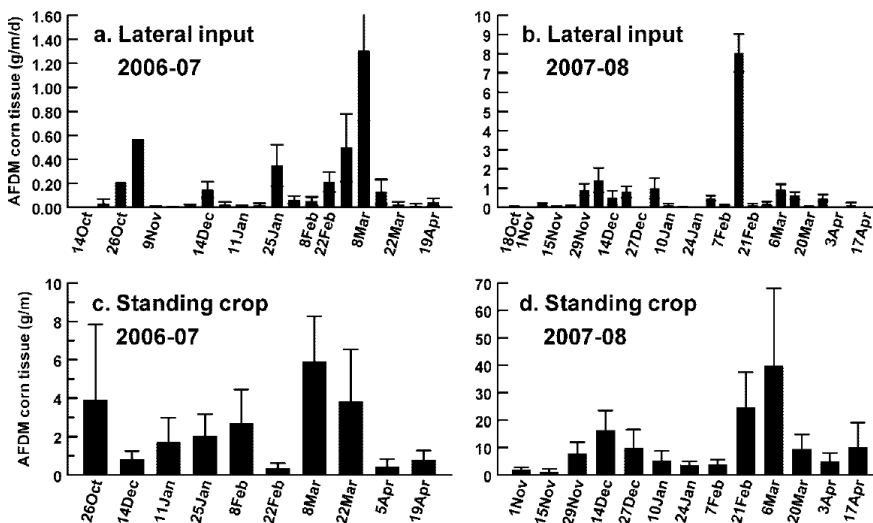 a. Lateral input
2006-07
AFDM corn tissue (g/m/d)
1.60
1.40
1.20
1.00
0.80
0.60
0.40
0.20
0.00
14Oct
26Oct
9Nov
14Dec
11Jan
25Jan
8Feb
22Feb
8Mar
22Mar
19Apr
b. Lateral input
2007-08
10
9
8
7
6
5
4
3
2
1
0
18Oct
1Nov
15Nov
29Nov
14Dec
27Dec
10Jan
24Jan
7Feb
21Feb
6Mar
20Mar
3Apr
17Apr
c. Standing crop
2006-07
AFDM corn tissue (g/m)
10
8
6
4
2
0
26Oct
14Dec
11Jan
25Jan
8Feb
22Feb
8Mar
22Mar
5Apr
19Apr
d. Standing crop
2007-08
70
60
50
40
30
20
10
0
1Nov
15Nov
29Nov
14Dec
27Dec
10Jan
24Jan
7Feb
21Feb
6Mar
20Mar
3Apr
17Apr